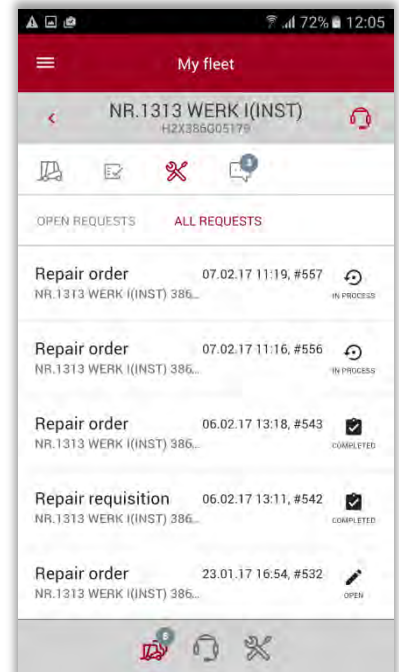 72% 12:05
My fleet
NR.1313 WERK I(INST)
H2X386G05179
3
OPEN REQUESTS ALL REQUESTS
Repair order 07.02.17 11:19, #557
NR.1313 WERK I(INST) 386... IN PROCESS
Repair order 07.02.17 11:16, #556
NR.1313 WERK I(INST) 386... IN PROCESS
Repair order 06.02.17 13:18, #543
NR.1313 WERK I(INST) 386... COMPLETED
Repair requisition 06.02.17 13:11, #542
NR.1313 WERK I(INST) 386... COMPLETED
Repair order 23.01.17 16:54, #532
NR.1313 WERK I(INST) 386... OPEN